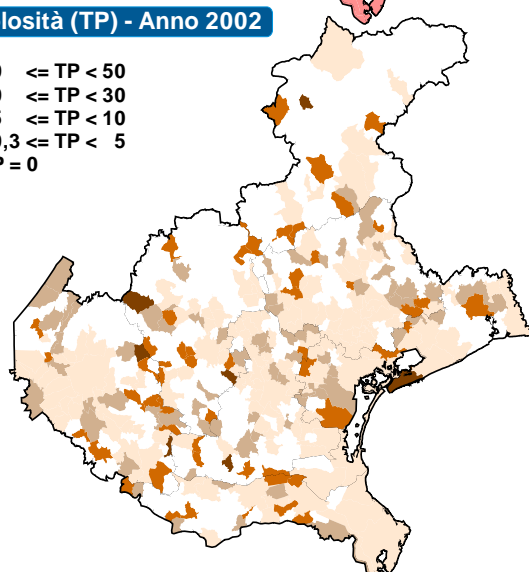 losità (TP) - Anno 2002
<= TP < 50
<= TP < 30
<= TP < 10
,3 <= TP < 5
= 0